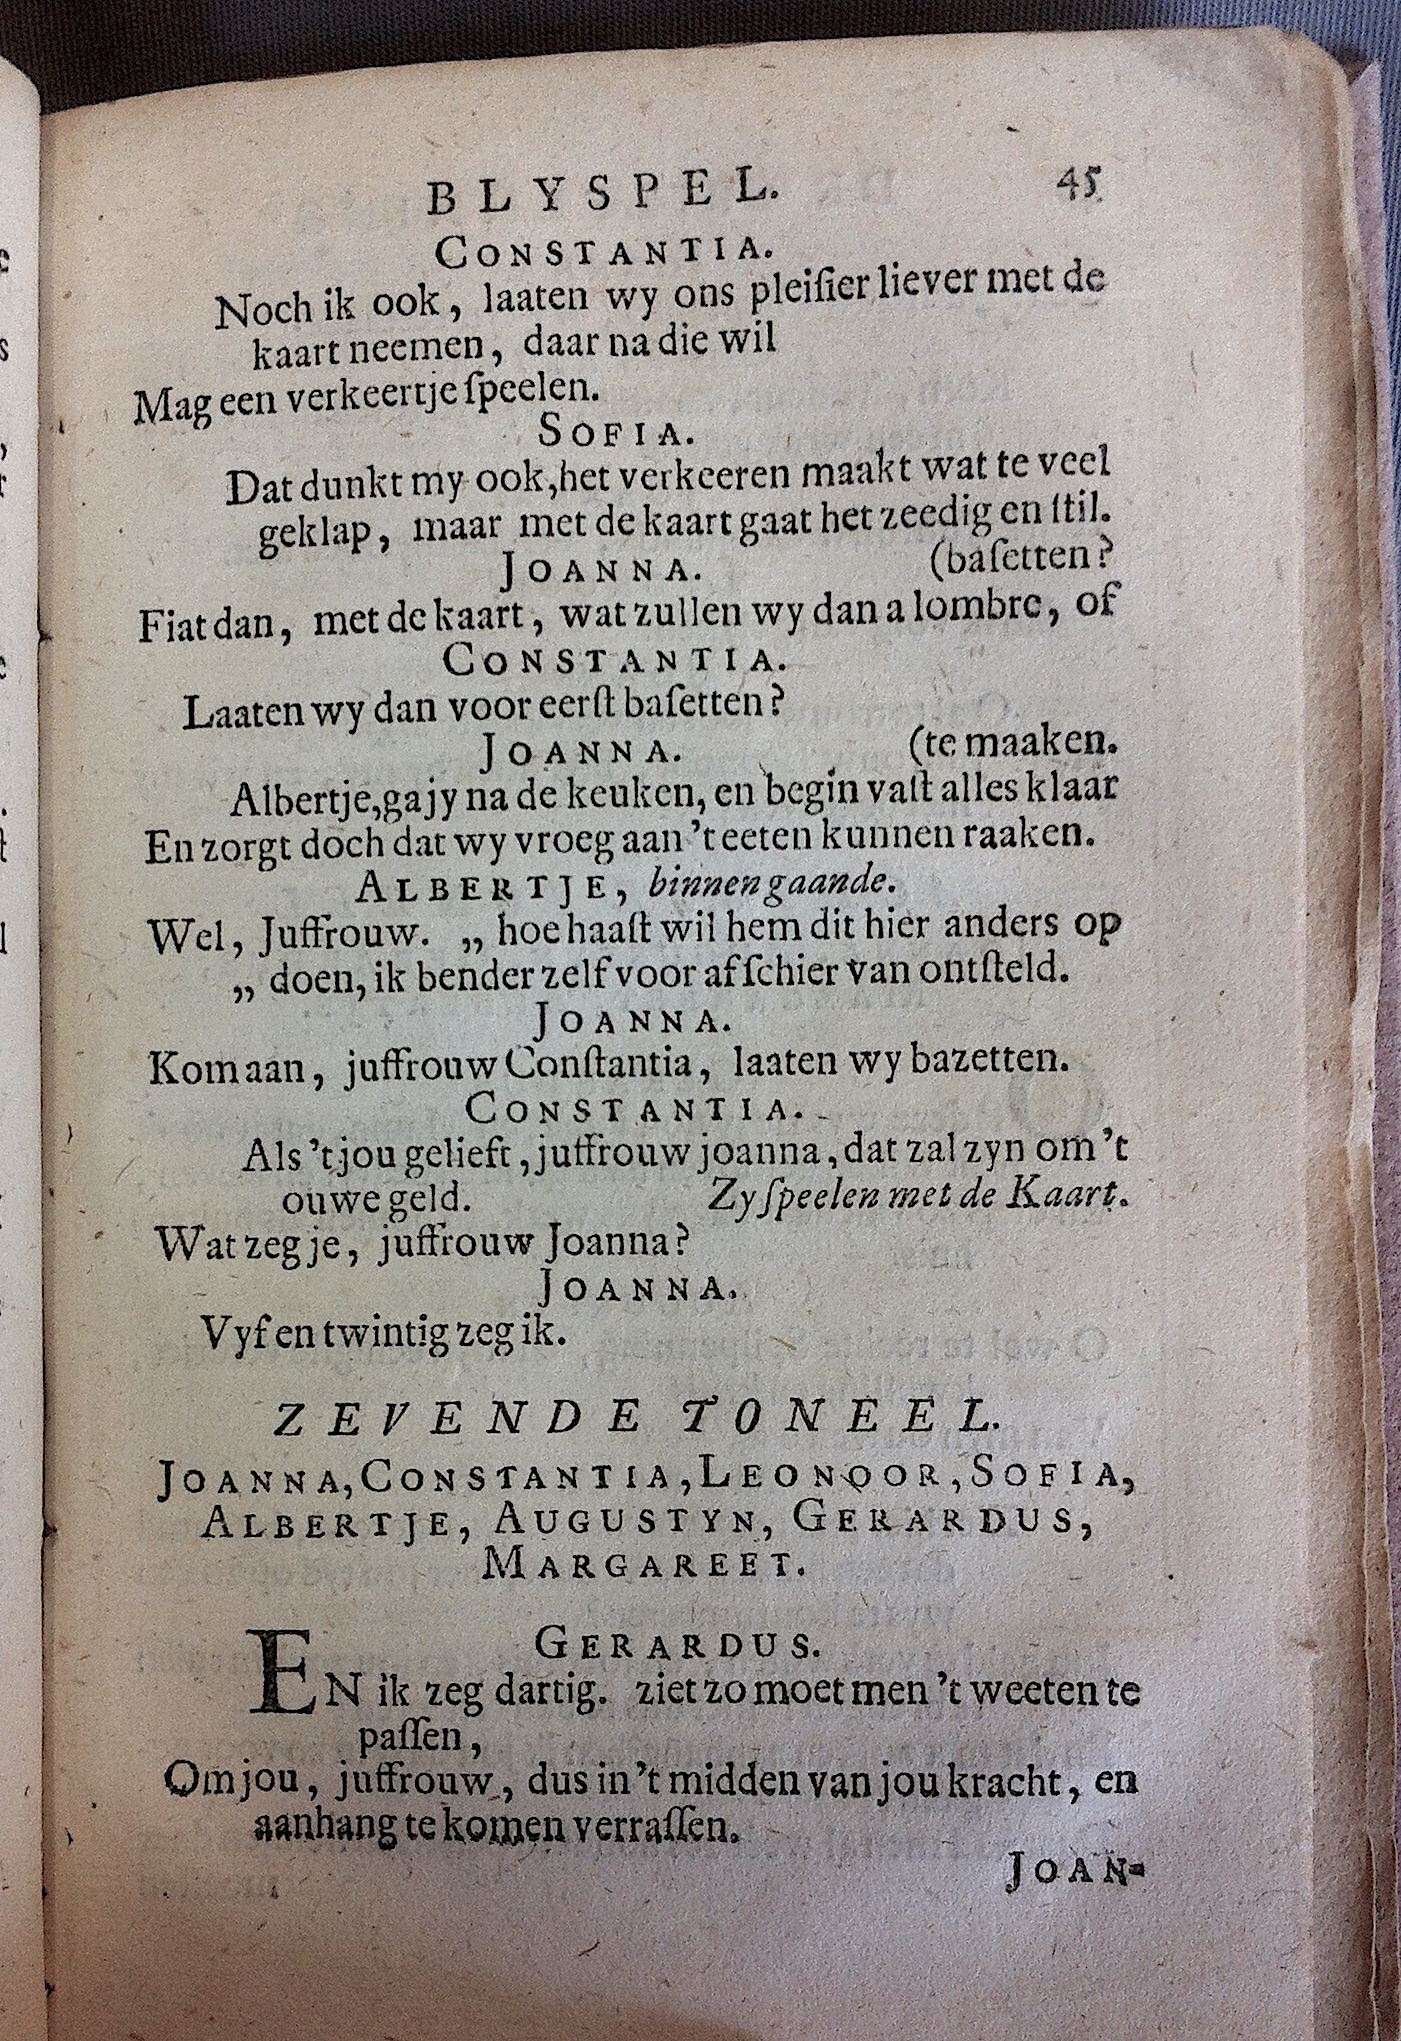 BLYSPEL. 45
CONSTANTIA.
Noch ik ook, laaten wy ons pleiſier liever met de
kaart neemen, daar na die wil
Mag een verkeertje ſpeelen.
SOFIA.
Dat dunkt my ook, het verkeeren maakt wat te veel
geklap, maar met de kaart gaat het zeedig en ſtil.
JOANNA. (baſetten?
Fiat dan, met de kaart, wat zullen wy dan a lombre, of
CONSTANTIA.
Laaten wy dan voor eerſt baſetten?
JOANNA. (te maaken.
Albertje, ga jy na de keuken, en begin vaſt alles klaar
En zorgt doch dat wy vroeg aan 't eeten kunnen raaken.
ALBERTJE, binnen gaande.
Wel, Juffrouw. „ hoe haaſt wil hem dit hier anders op
„ doen, ik bender zelf voor af ſchier van ontſteld.
JOANNA.
Kom aan, juffrouw Conſtantia, laaten wy bazetten.
CONSTANTIA.
Als 't jou gelieft, juffrouw joanna, dat zal zyn om 't
ouwe geld. Zy ſpeelen met de Kaart.
Wat zeg je, juffrouw Joanna?
JOANNA.
Vyf en twintig zeg ik.
ZEVENDE TONEEL.
JOANNA, CONSTANTIA, LEONOOR, SOFIA,
ALBERTJE, AUGUSTYN, GERARDUS,
MARGAREET.
GERARDUS.
EN ik zeg dartig. ziet zo moet men 't weeten te
paſſen,
Om jou, juffrouw, dus in 't midden van jou kracht, en
aanhang te komen verraſſen.
JOAN-